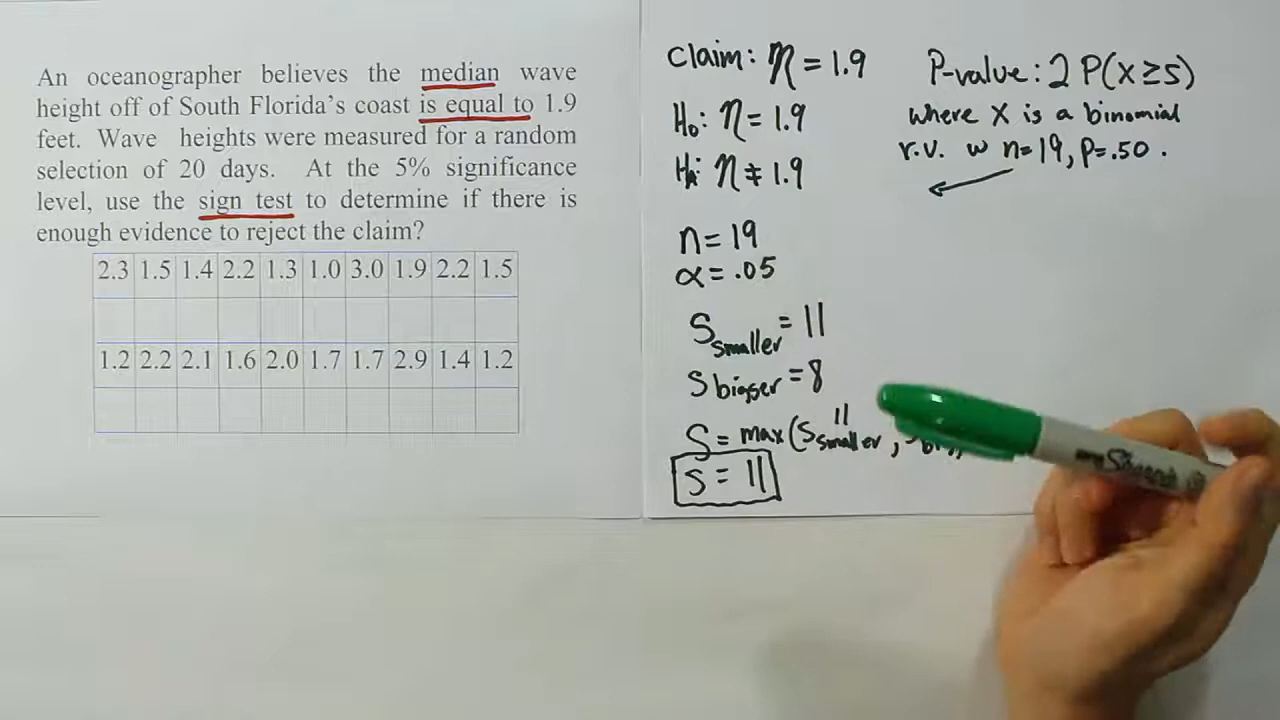 An oceanographer believes the median wave
height off of South Florida's coast is equal to 1.9
feet. Wave heights were measured for a random
selection of 20 days. At the 5% significance
level, use the sign test to determine if there is
enough evidence to reject the claim?
2.3 1.5 1.4 2.2 1.3 1.0 3.0 1.9 2.2 1.5
1.2 2.2 2.1 1.6 2.0 1.7 1.7 2.9 1.4 1.2
Claim: η = 1.9
H₀: η = 1.9
Hₐ: η ≠ 1.9
n = 19
α = .05
S smaller = 11
S bigger = 8
11
S = max(S smaller,
S = 11
P-value: 2 P(X ≥ S)
where X is a binomial
r.v. w n=19, p=.50.
Sharpie